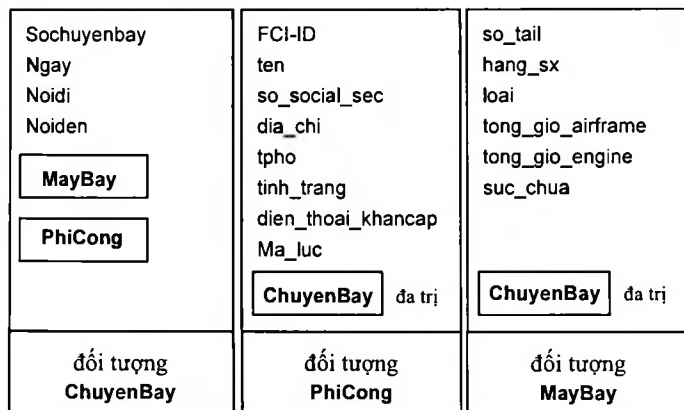 Sochuyenbay
Ngay
Noidi
Noiden
MayBay
PhiCong
đối tượng
ChuyenBay
FCI-ID
ten
so_social_sec
dia_chi
tpho
tinh_trang
dien_thoai_khancap
Ma_luc
ChuyenBay đa trị
đối tượng
PhiCong
so_tail
hang_sx
loai
tong_gio_airframe
tong_gio_engine
suc_chua
ChuyenBay đa trị
đối tượng
MayBay